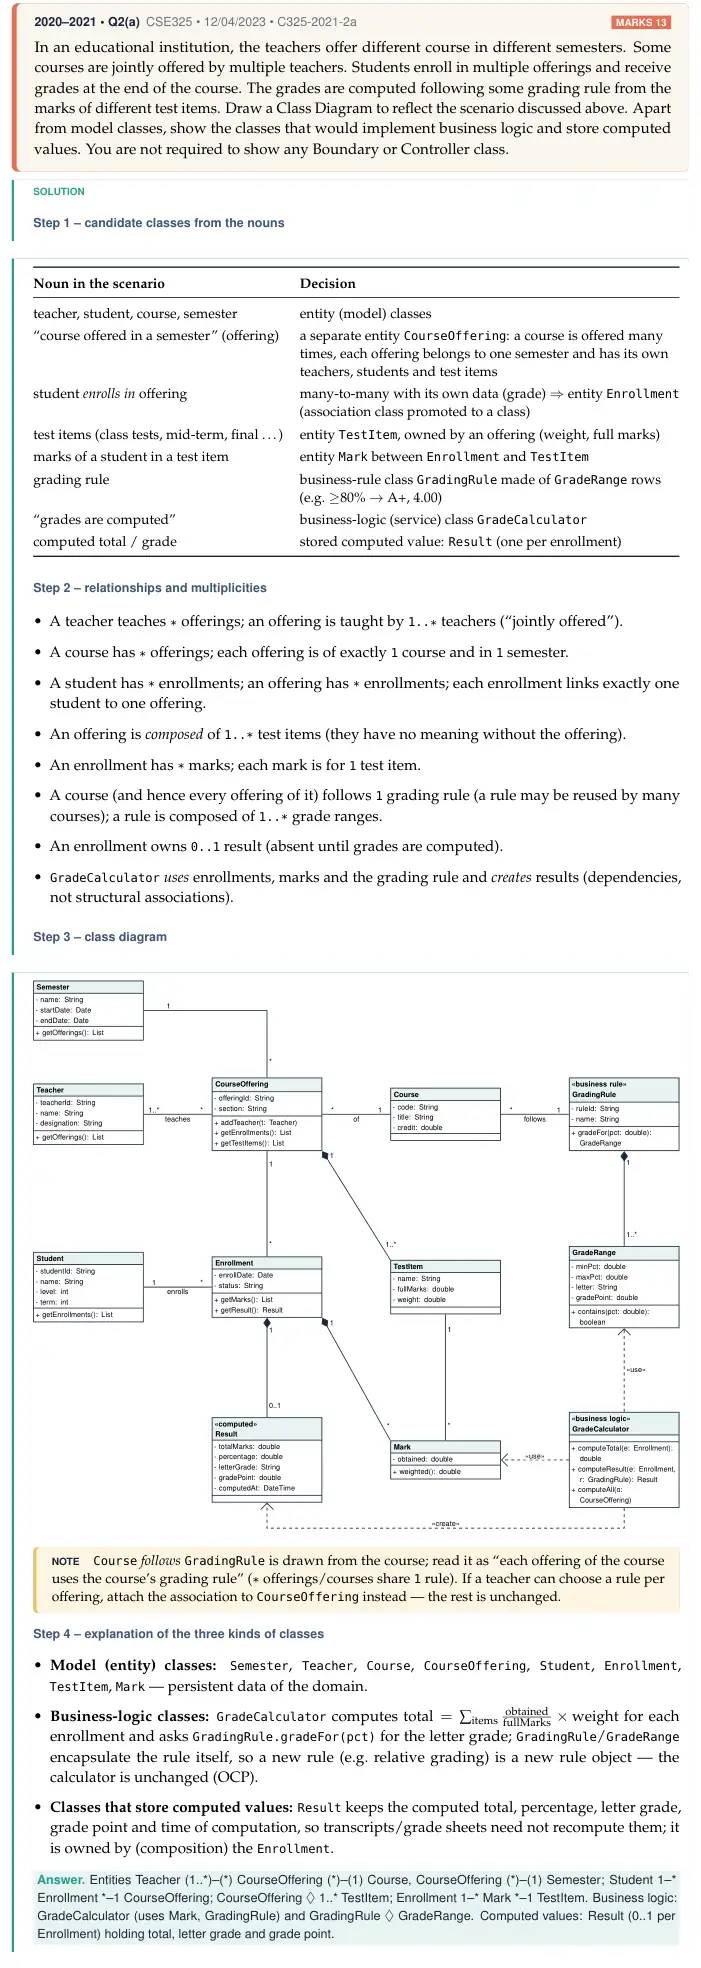 2020–2021 • Q2(a) CSE325 • 12/04/2023 • C325-2021-2a
MARKS 13
In an educational institution, the teachers offer different course in different semesters. Some
courses are jointly offered by multiple teachers. Students enroll in multiple offerings and receive
grades at the end of the course. The grades are computed following some grading rule from the
marks of different test items. Draw a Class Diagram to reflect the scenario discussed above. Apart
from model classes, show the classes that would implement business logic and store computed
values. You are not required to show any Boundary or Controller class.
SOLUTION
Step 1 – candidate classes from the nouns
Noun in the scenario Decision
teacher, student, course, semester entity (model) classes
“course offered in a semester” (offering) a separate entity CourseOffering: a course is offered many
times, each offering belongs to one semester and has its own
teachers, students and test items
student enrolls in offering many-to-many with its own data (grade) ⇒ entity Enrollment
(association class promoted to a class)
test items (class tests, mid-term, final ...) entity TestItem, owned by an offering (weight, full marks)
marks of a student in a test item entity Mark between Enrollment and TestItem
grading rule business-rule class GradingRule made of GradeRange rows
(e.g. ≥80% → A+, 4.00)
“grades are computed” business-logic (service) class GradeCalculator
computed total / grade stored computed value: Result (one per enrollment)
Step 2 – relationships and multiplicities
• A teacher teaches * offerings; an offering is taught by 1..* teachers (“jointly offered”).
• A course has * offerings; each offering is of exactly 1 course and in 1 semester.
• A student has * enrollments; an offering has * enrollments; each enrollment links exactly one
student to one offering.
• An offering is composed of 1..* test items (they have no meaning without the offering).
• An enrollment has * marks; each mark is for 1 test item.
• A course (and hence every offering of it) follows 1 grading rule (a rule may be reused by many
courses); a rule is composed of 1..* grade ranges.
• An enrollment owns 0..1 result (absent until grades are computed).
• GradeCalculator uses enrollments, marks and the grading rule and creates results (dependencies,
not structural associations).
Step 3 – class diagram
Semester
- name: String
- startDate: Date
- endDate: Date
+ getOfferings(): List
1
*
Teacher
- teacherId: String
- name: String
- designation: String
+ getOfferings(): List
1..*
teaches
*
CourseOffering
- offeringId: String
- section: String
+ addTeacher(t: Teacher)
+ getEnrollments(): List
+ getTestItems(): List
*
of
1
Course
- code: String
- title: String
- credit: double
*
follows
1
«business rule»
GradingRule
- ruleId: String
- name: String
+ gradeFor(pct: double):
GradeRange
1
1
1
*
1..*
1..*
Student
- studentId: String
- name: String
- level: int
- term: int
+ getEnrollments(): List
1
enrolls
*
Enrollment
- enrollDate: Date
- status: String
+ getMarks(): List
+ getResult(): Result
TestItem
- name: String
- fullMarks: double
- weight: double
GradeRange
- minPct: double
- maxPct: double
- letter: String
- gradePoint: double
+ contains(pct: double):
boolean
1
1
1
«use»
0..1
*
*
«computed»
Result
- totalMarks: double
- percentage: double
- letterGrade: String
- gradePoint: double
- computedAt: DateTime
Mark
- obtained: double
+ weighted(): double
«use»
«business logic»
GradeCalculator
+ computeTotal(e: Enrollment):
double
+ computeResult(e: Enrollment,
r: GradingRule): Result
+ computeAll(o:
CourseOffering)
«create»
NOTE Course follows GradingRule is drawn from the course; read it as “each offering of the course
uses the course’s grading rule” (* offerings/courses share 1 rule). If a teacher can choose a rule per
offering, attach the association to CourseOffering instead — the rest is unchanged.
Step 4 – explanation of the three kinds of classes
• Model (entity) classes: Semester, Teacher, Course, CourseOffering, Student, Enrollment,
TestItem, Mark — persistent data of the domain.
• Business-logic classes: GradeCalculator computes total = ∑items obtained/fullMarks × weight for each
enrollment and asks GradingRule.gradeFor(pct) for the letter grade; GradingRule/GradeRange
encapsulate the rule itself, so a new rule (e.g. relative grading) is a new rule object — the
calculator is unchanged (OCP).
• Classes that store computed values: Result keeps the computed total, percentage, letter grade,
grade point and time of computation, so transcripts/grade sheets need not recompute them; it
is owned by (composition) the Enrollment.
Answer. Entities Teacher (1..*)–(*) CourseOffering (*)–(1) Course, CourseOffering (*)–(1) Semester; Student 1–*
Enrollment *–1 CourseOffering; CourseOffering ◊ 1..* TestItem; Enrollment 1–* Mark *–1 TestItem. Business logic:
GradeCalculator (uses Mark, GradingRule) and GradingRule ◊ GradeRange. Computed values: Result (0..1 per
Enrollment) holding total, letter grade and grade point.